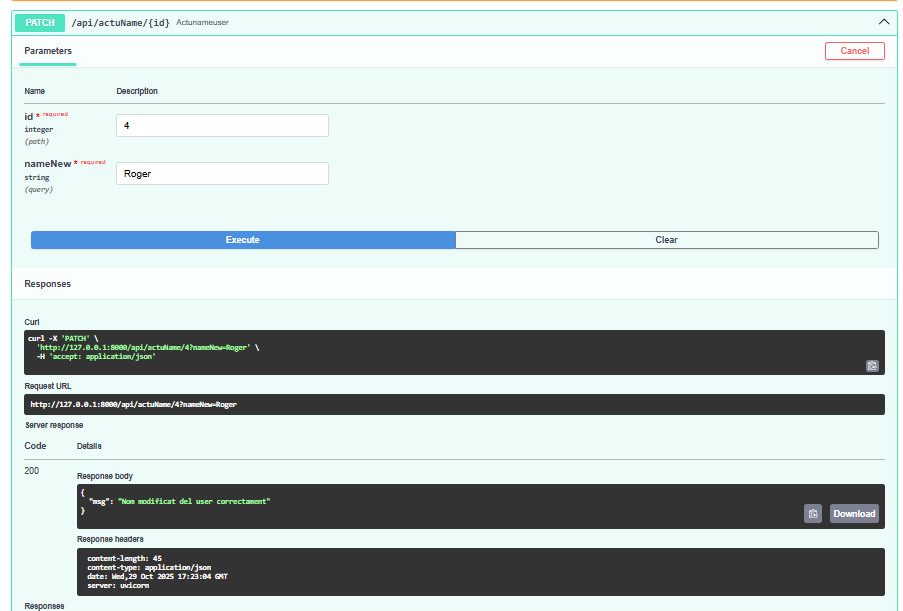 PATCH /api/actuName/{id} Actunameuser
Parameters Cancel
Name Description
id * required
integer
(path)
4
nameNew * required
string
(query)
Roger
Execute Clear
Responses
Curl
curl -X 'PATCH' \
'http://127.0.0.1:8000/api/actuName/4?nameNew=Roger' \
-H 'accept: application/json'
Request URL
http://127.0.0.1:8000/api/actuName/4?nameNew=Roger
Server response
Code Details
200
Response body
{
"msg": "Nom modificat del user correctament"
}
Download
Response headers
content-length: 45
content-type: application/json
date: Wed,29 Oct 2025 17:23:04 GMT
server: uvicorn
Responses